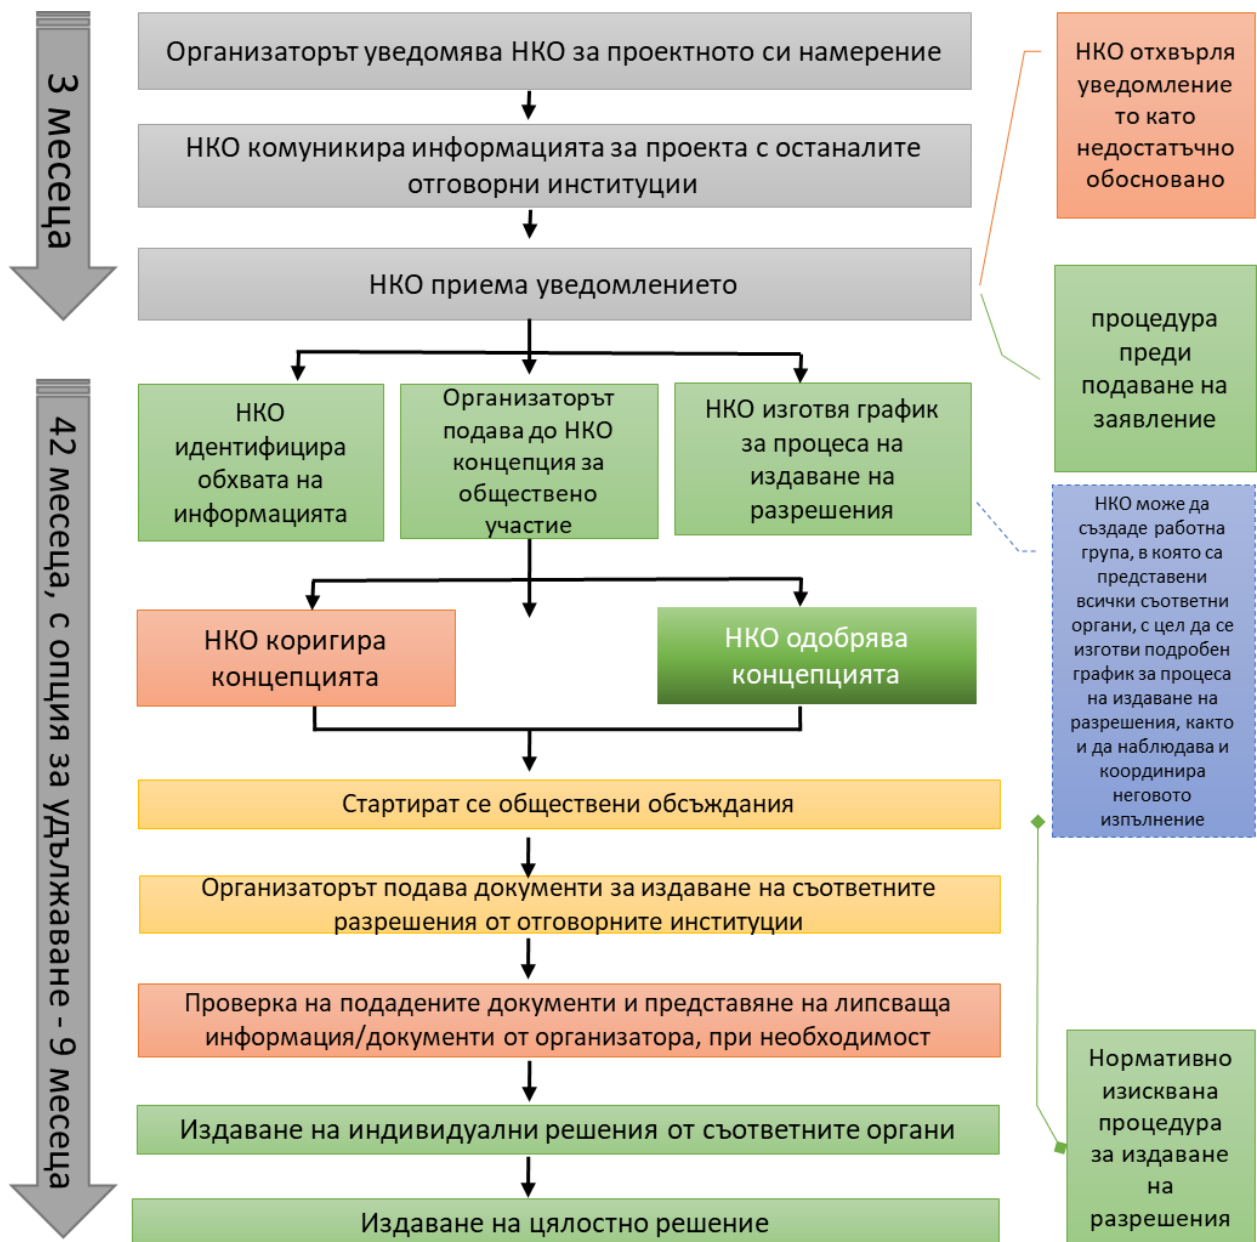 3 месеца
Организаторът уведомява НКО за проектното си намерение
НКО комуникира информацията за проекта с останалите
отговорни институции
НКО приема уведомлението
НКО отхвърля
уведомление
то като
недостатъчно
обосновано
процедура
преди
подаване на
заявление
42 месеца, с опция за удължаване - 9 месеца
НКО
идентифицира
обхвата на
информацията
Организаторът
подава до НКО
концепция за
обществено
участие
НКО изготвя график
за процеса на
издаване на
разрешения
НКО може да
създаде работна
група, в която са
представени
всички съответни
органи, с цел да се
изготви подробен
график за процеса
на издаване на
разрешения, както
и да наблюдава и
координира
неговото
изпълнение
НКО коригира
концепцията
НКО одобрява
концепцията
Стартират се обществени обсъждания
Организаторът подава документи за издаване на съответните
разрешения от отговорните институции
Проверка на подадените документи и представяне на липсваща
информация/документи от организатора, при необходимост
Издаване на индивидуални решения от съответните органи
Издаване на цялостно решение
Нормативно
изисквана
процедура
за издаване
на
разрешения